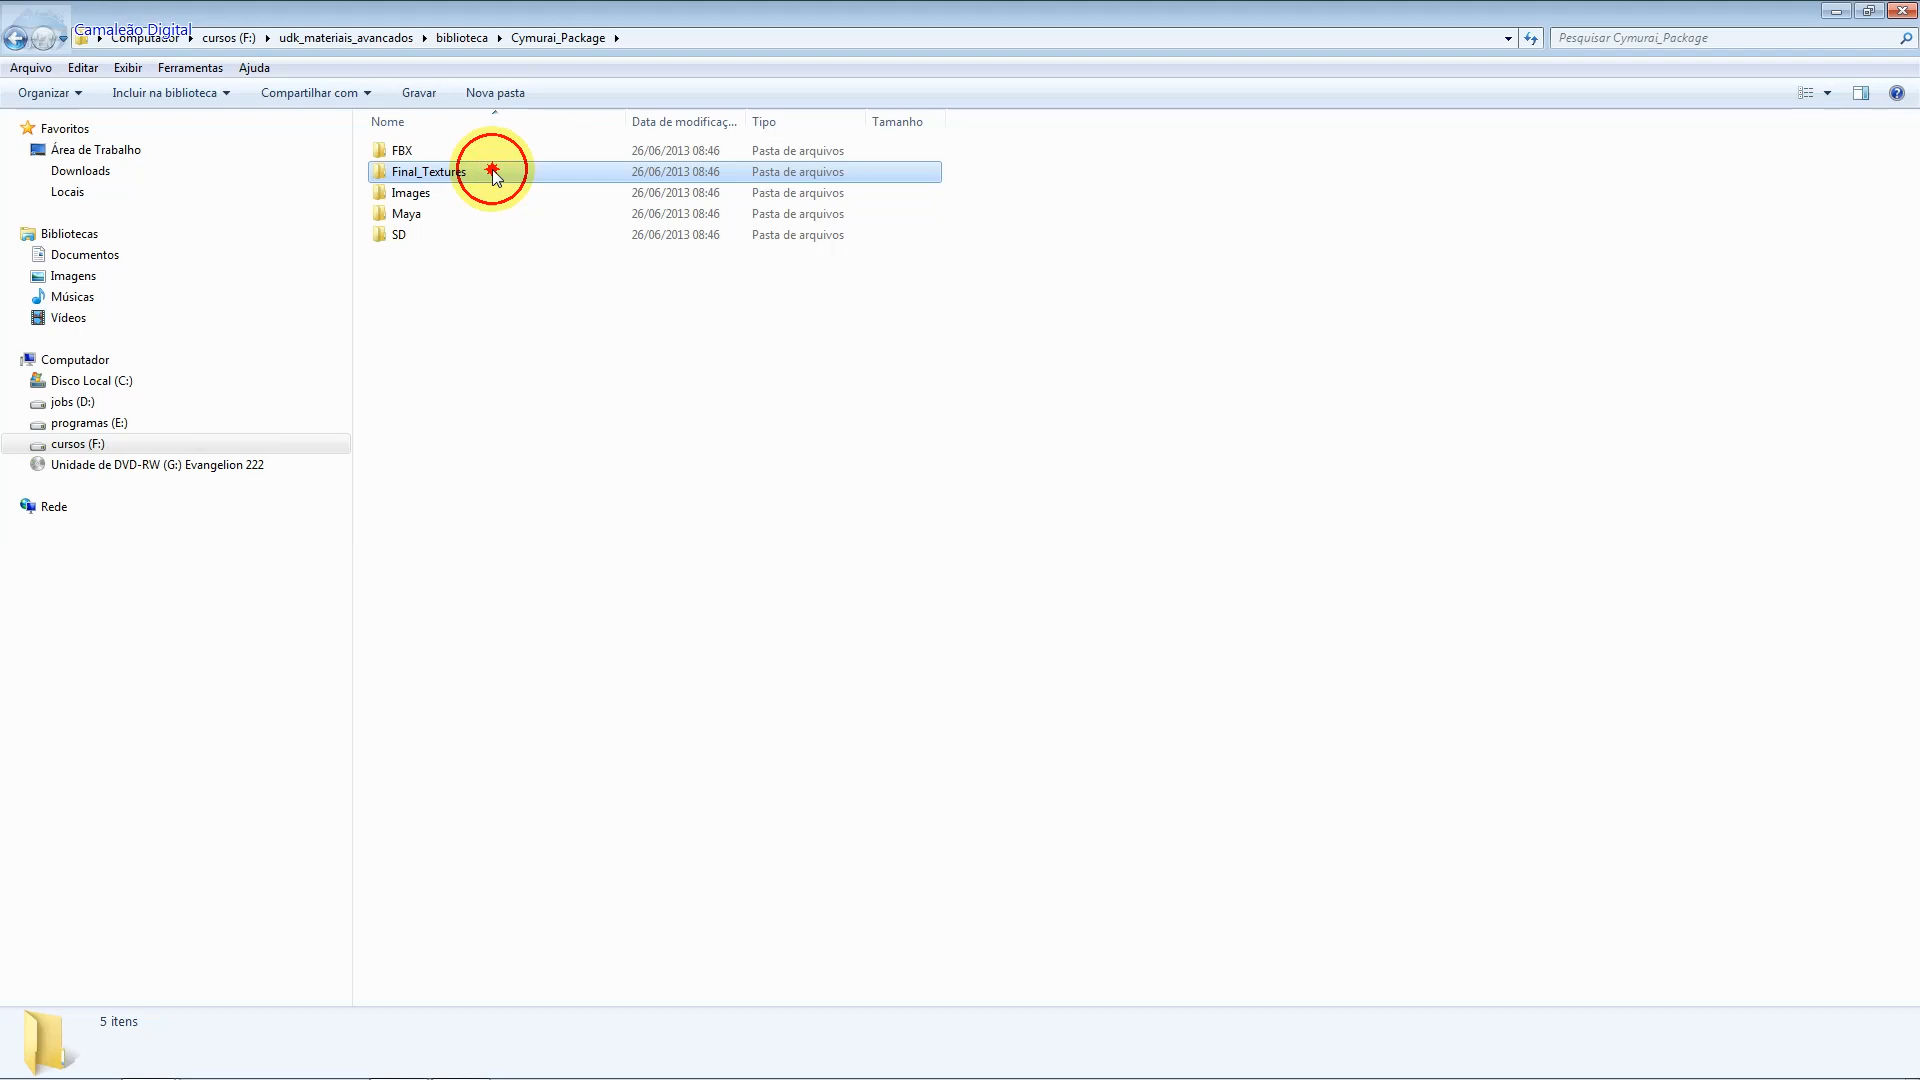 Camaleão Digital
Computador cursos (F:) udk_materiais_avancados biblioteca Cymurai_Package
Pesquisar Cymurai_Package
Arquivo Editar Exibir Ferramentas Ajuda
Organizar Incluir na biblioteca Compartilhar com Gravar Nova pasta
Nome Data de modificaç... Tipo Tamanho
FBX 26/06/2013 08:46 Pasta de arquivos
Final_Textures 26/06/2013 08:46 Pasta de arquivos
Images 26/06/2013 08:46 Pasta de arquivos
Maya 26/06/2013 08:46 Pasta de arquivos
SD 26/06/2013 08:46 Pasta de arquivos
Favoritos
Área de Trabalho
Downloads
Locais
Bibliotecas
Documentos
Imagens
Músicas
Vídeos
Computador
Disco Local (C:)
jobs (D:)
programas (E:)
cursos (F:)
Unidade de DVD-RW (G:) Evangelion 222
Rede
5 itens